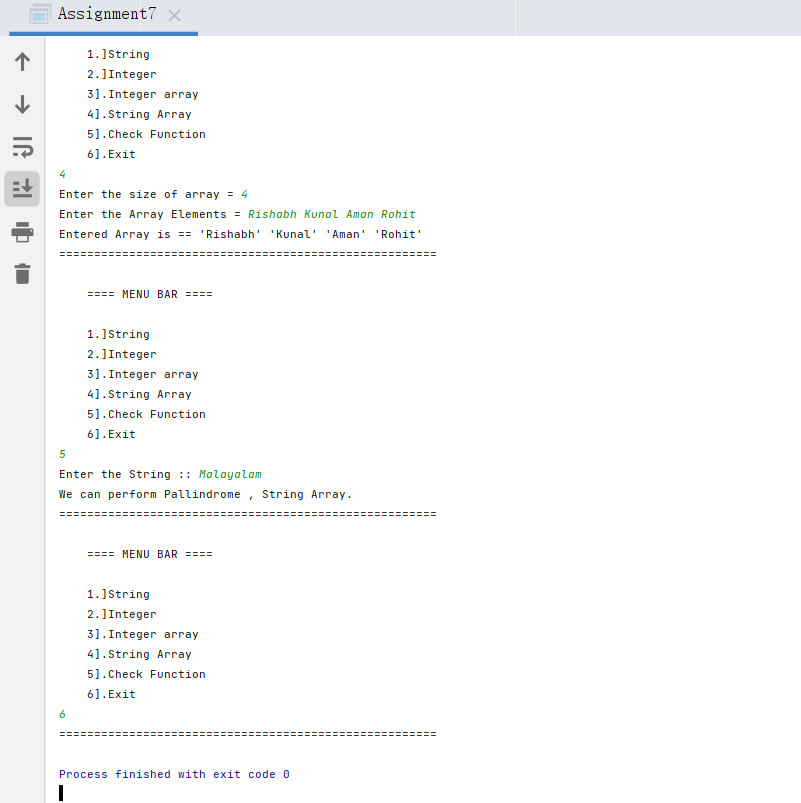 Assignment7
1.]String
2.]Integer
3].Integer array
4].String Array
5].Check Function
6].Exit
4
Enter the size of array = 4
Enter the Array Elements = Rishabh Kunal Aman Rohit
Entered Array is == 'Rishabh' 'Kunal' 'Aman' 'Rohit'
======================================================
==== MENU BAR ====
1.]String
2.]Integer
3].Integer array
4].String Array
5].Check Function
6].Exit
5
Enter the String :: Malayalam
We can perform Pallindrome , String Array.
======================================================
==== MENU BAR ====
1.]String
2.]Integer
3].Integer array
4].String Array
5].Check Function
6].Exit
6
======================================================
Process finished with exit code 0